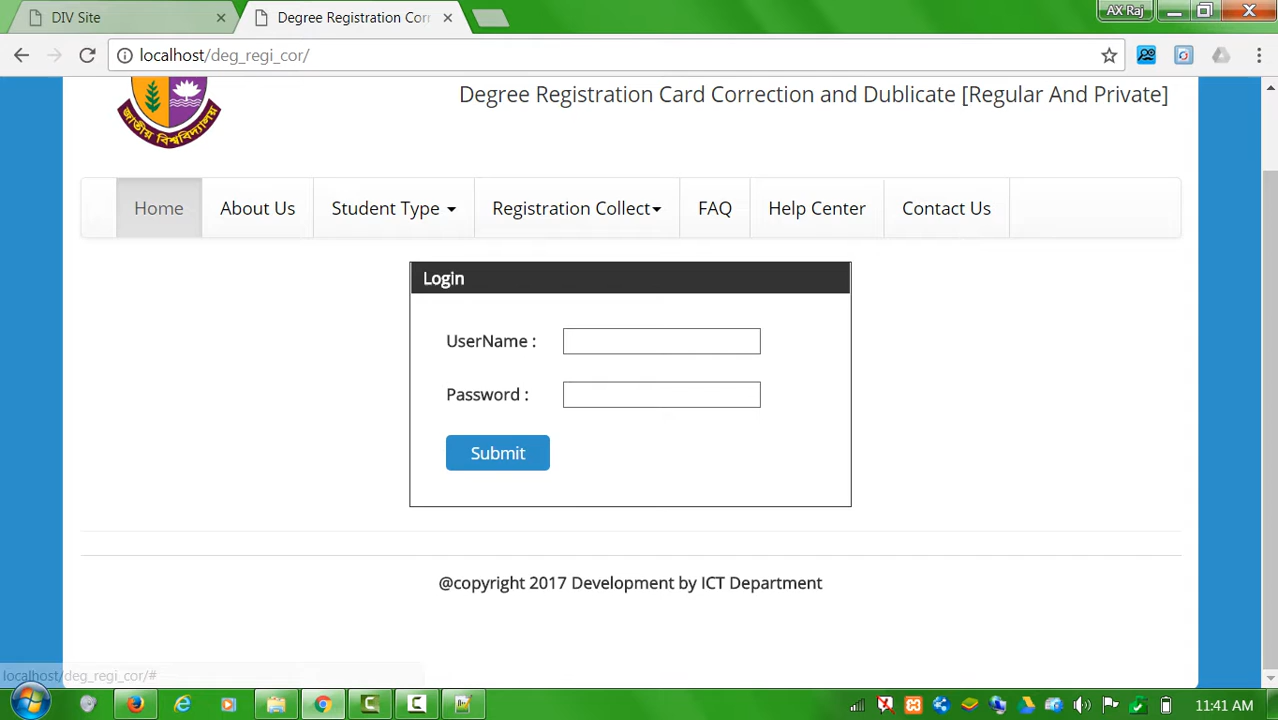 DIV Site
Degree Registration Cor
AX Raj
localhost/deg_regi_cor/
জাতীয় বিশ্ববিদ্যালয়
Degree Registration Card Correction and Dublicate [Regular And Private]
Home About Us Student Type Registration Collect FAQ Help Center Contact Us
Login
UserName :
Password :
Submit
@copyright 2017 Development by ICT Department
localhost/deg_regi_cor/#
11:41 AM